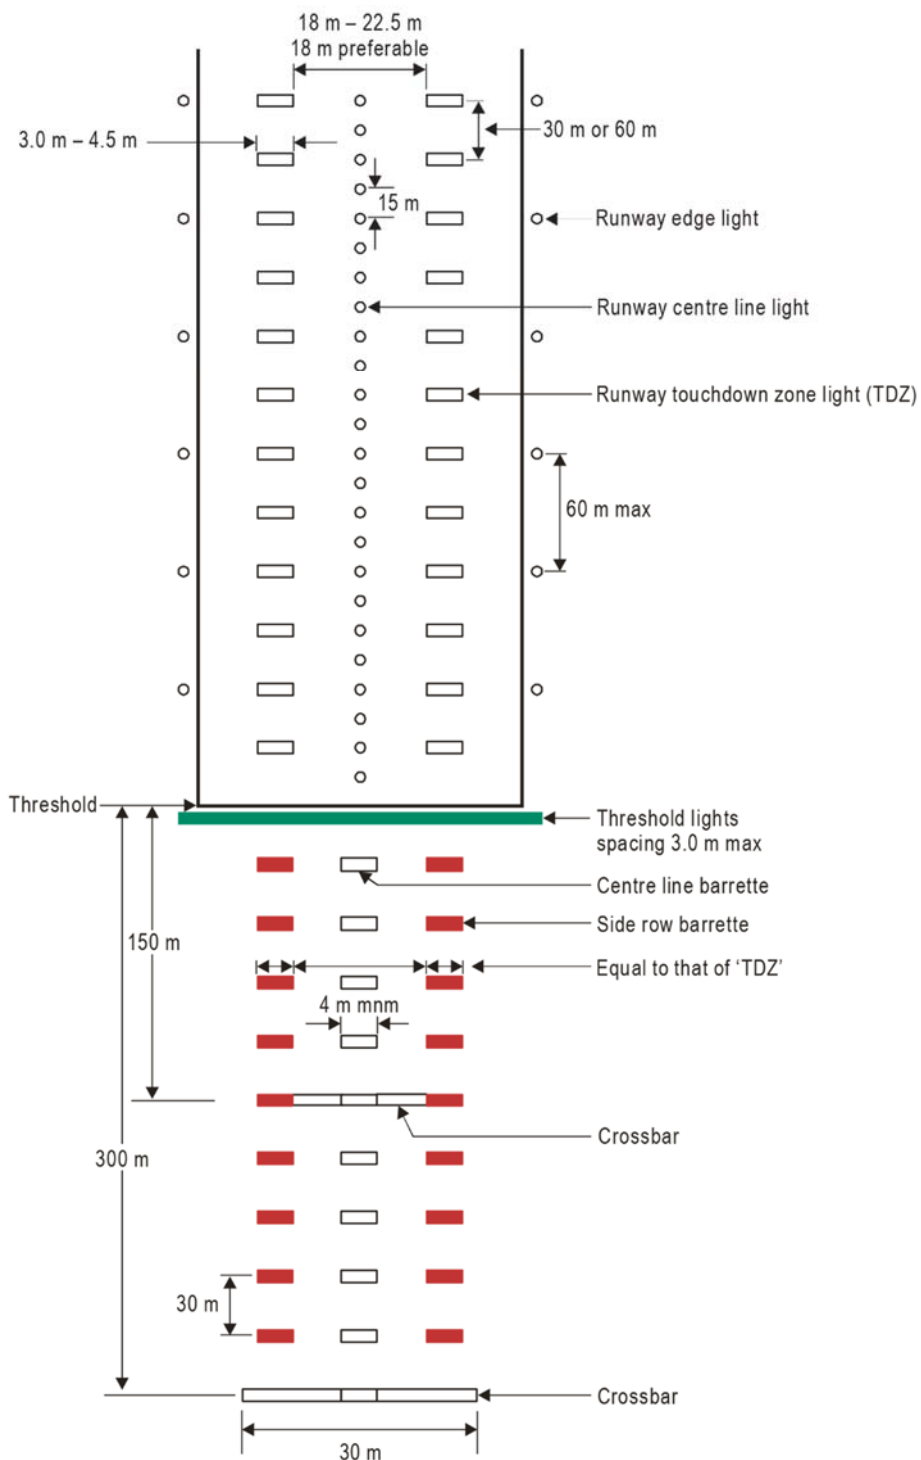 18 m – 22.5 m
18 m preferable
30 m or 60 m
3.0 m – 4.5 m
15 m
Runway edge light
Runway centre line light
Runway touchdown zone light (TDZ)
60 m max
Threshold
Threshold lights
spacing 3.0 m max
Centre line barrette
Side row barrette
150 m
Equal to that of ‘TDZ’
4 m mnm
Crossbar
300 m
30 m
Crossbar
30 m